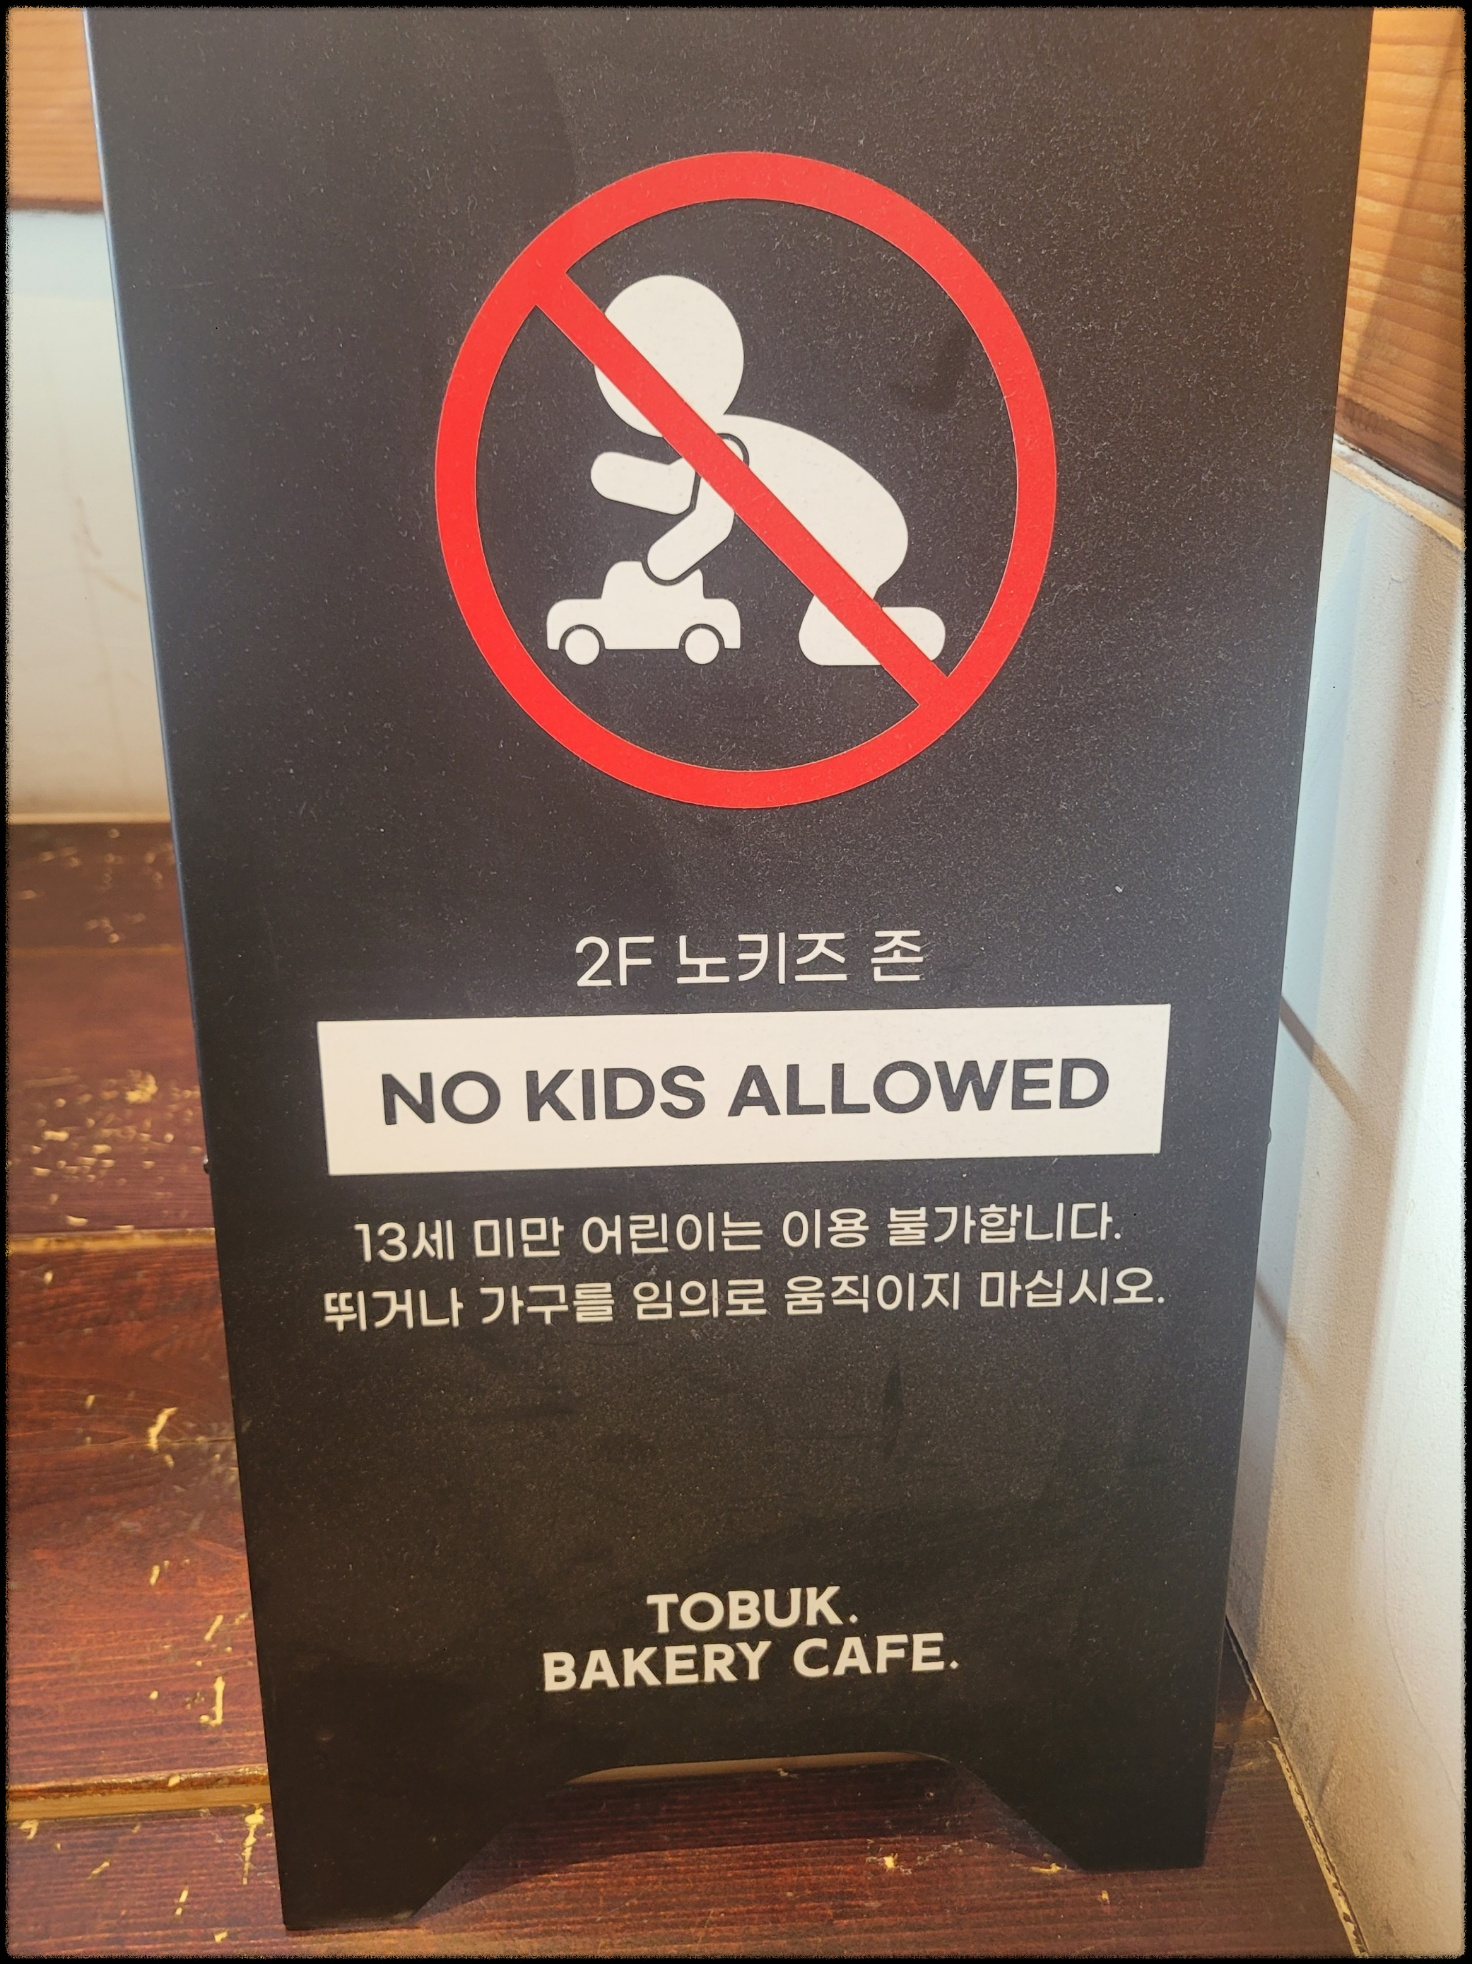 2F 노키즈 존
NO KIDS ALLOWED
13세 미만 어린이는 이용 불가합니다.
뛰거나 가구를 임의로 움직이지 마십시오.
TOBUK.
BAKERY CAFE.